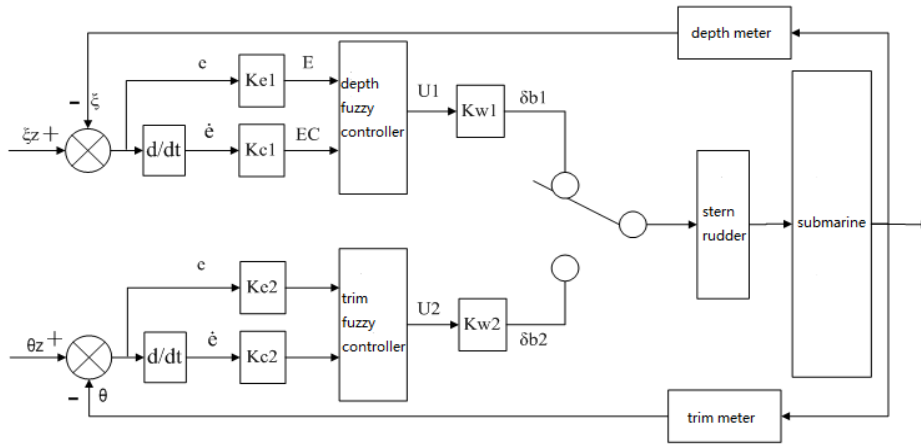 depth meter
e
E
Ke1
depth
fuzzy
controller
U1
Kw1
δb1
− ξ
ξz +
d/dt
ė
Kc1
EC
stern
rudder
submarine
e
Kc2
trim
fuzzy
controller
U2
Kw2
δb2
θz +
d/dt
ė
Kc2
− θ
trim meter